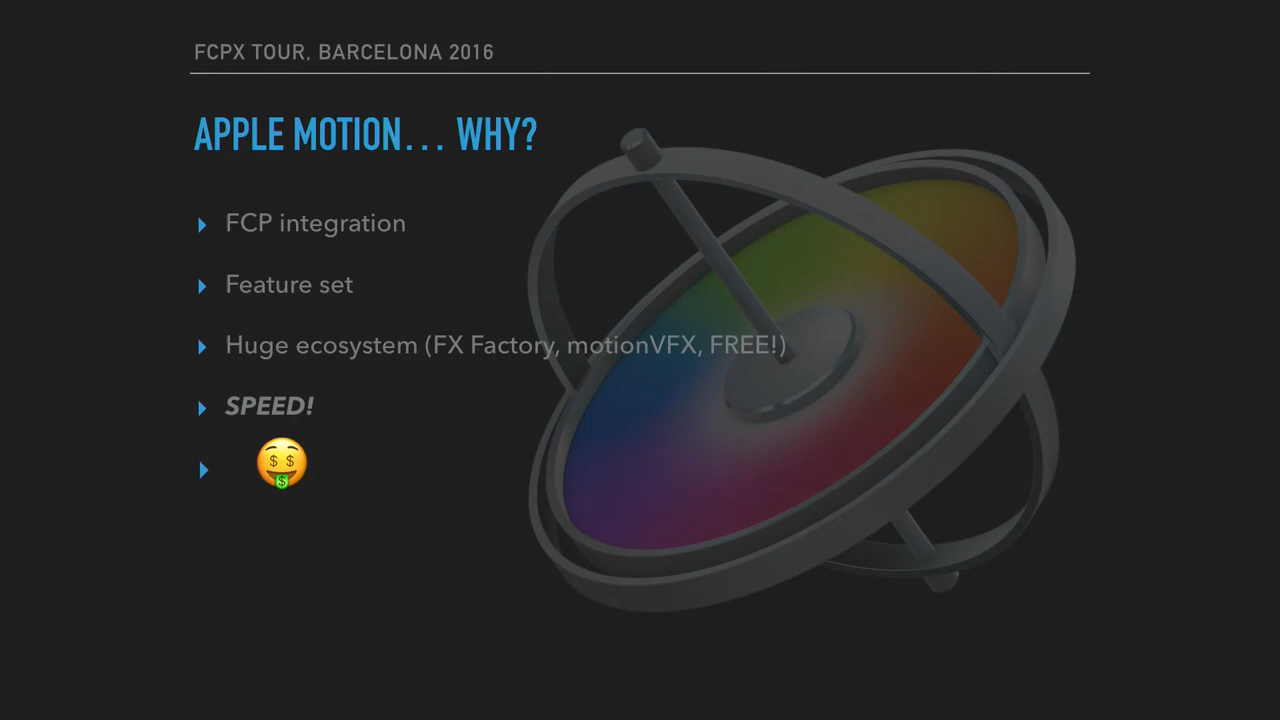 FCPX TOUR, BARCELONA 2016
APPLE MOTION... WHY?
FCP integration
Feature set
Huge ecosystem (FX Factory, motionVFX, FREE!)
SPEED!